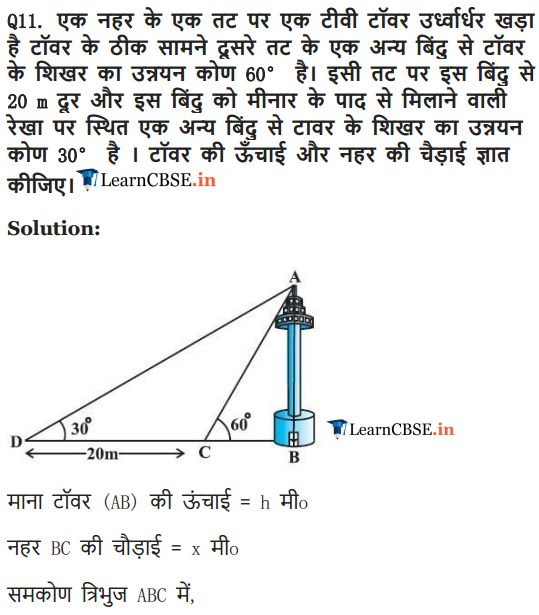 Q11. एक नहर के एक तट पर एक टीवी टॉवर उर्ध्वार्धर खड़ा
है टॉवर के ठीक सामने दूसरे तट के एक अन्य बिंदु से टॉवर
के शिखर का उन्नयन कोण 60° है। इसी तट पर इस बिंदु से
20 m दूर और इस बिंदु को मीनार के पाद से मिलाने वाली
रेखा पर स्थित एक अन्य बिंदु से टावर के शिखर का उन्नयन
कोण 30° है । टॉवर की ऊँचाई और नहर की चैड़ाई ज्ञात
कीजिए। LearnCBSE.in
Solution:
A
30°
60°
LearnCBSE.in
D
20m
C
B
माना टॉवर (AB) की ऊंचाई = h मी०
नहर BC की चौड़ाई = x मी०
समकोण त्रिभुज ABC में,